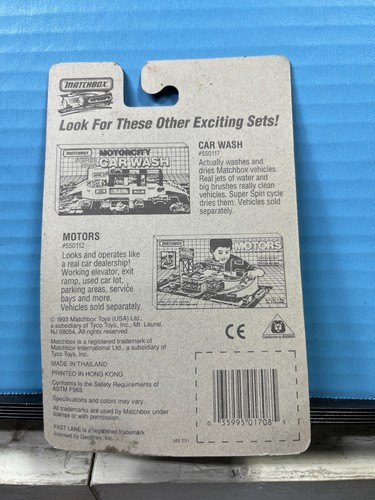 MATCHBOX
Look For These Other Exciting Sets!
MATCHBOX
MOTORCITY
CAR WASH
CAR WASH
#550117
Actually washes and
dries Matchbox vehicles.
Real jets of water and
big brushes really clean
vehicles. Super Spin cycle
dries them. Vehicles sold
separately.
MOTORS
#550112
Looks and operates like
a real car dealership!
Working elevator, exit
ramp, used car lot,
parking areas, service
bays and more.
Vehicles sold separately.
MATCHBOX
MOTORS
© 1993 Matchbox Toys (USA) Ltd.,
a subsidiary of Tyco Toys, Inc., Mt. Laurel,
NJ 08054. All rights reserved.
Matchbox is a registered trademark of
Matchbox International Ltd., a subsidiary of
Tyco Toys, Inc.
MADE IN THAILAND
PRINTED IN HONG KONG
Conforms to the Safety Requirements of
ASTM F963.
Specifications and colors may vary.
All trademarks are used by Matchbox under
license or with permission.
FAST LANE is a registered trademark
licensed by Geoffrey, Inc.
CE
0 35995 01708 1